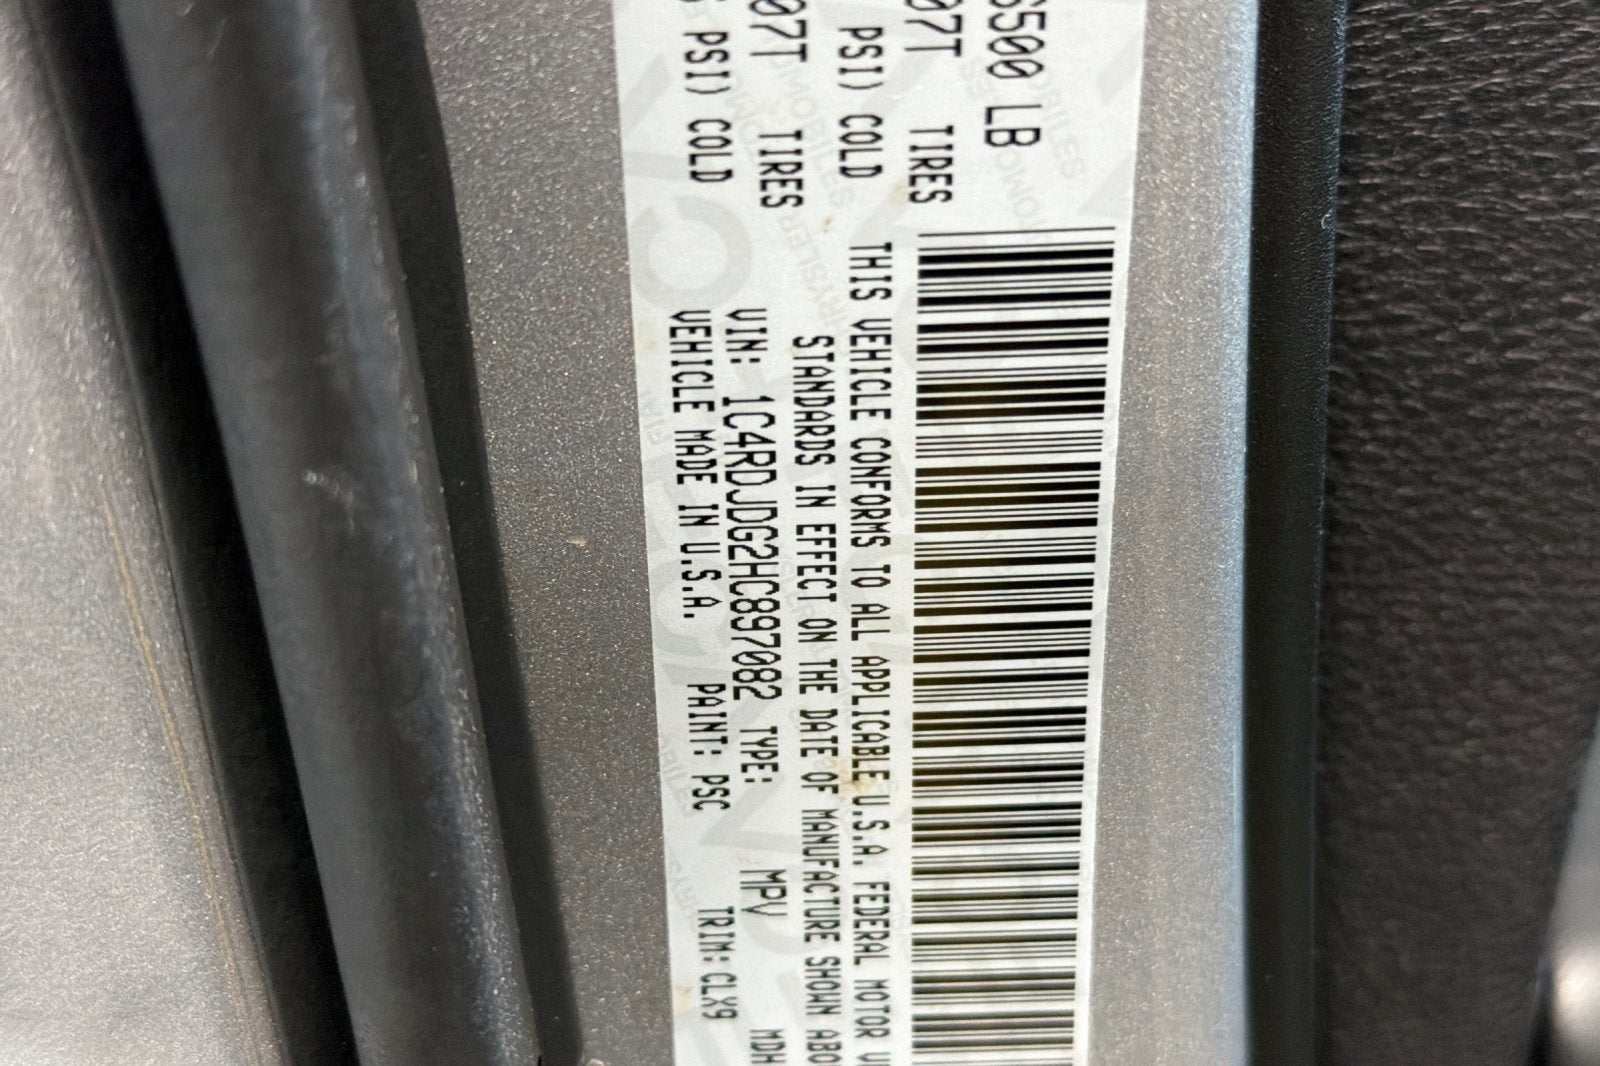 6500 LB
07T TIRES
PSI) COLD
07T TIRES
PSI) COLD
THIS VEHICLE CONFORMS TO ALL APPLICABLE U.S.A. FEDERAL MOTOR
STANDARDS IN EFFECT ON THE DATE OF MANUFACTURE SHOWN ABO
VIN: 1C4RDJDG2HC897082 TYPE: MPV MDH
VEHICLE MADE IN U.S.A. PAINT: PSC TRIM: CLX9